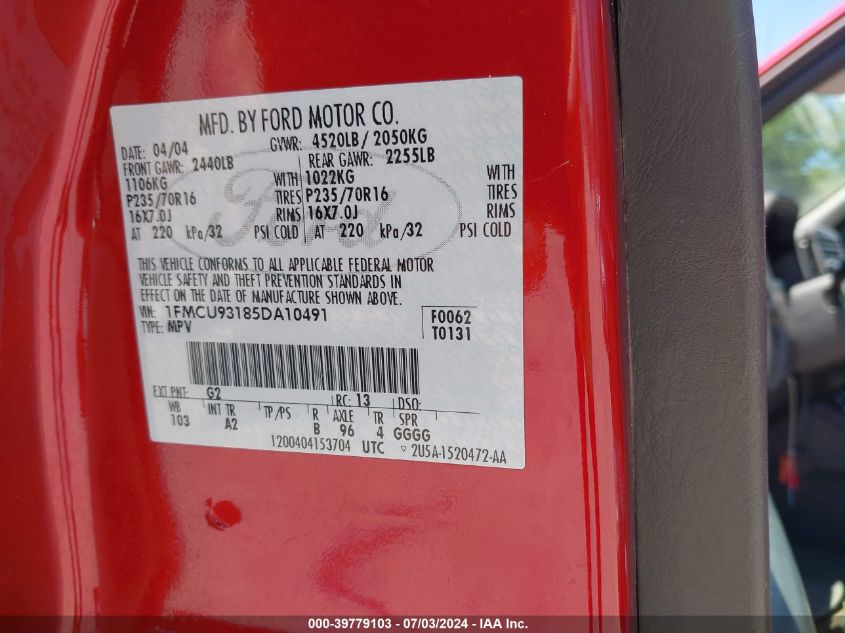 MFD. BY FORD MOTOR CO.
DATE: 04/04 GVWR: 4520LB/ 2050KG
FRONT GAWR: 2440LB REAR GAWR: 2255LB
1106KG WITH 1022KG WITH
P235/70R16 TIRES P235/70R16 TIRES
16X7.0J RIMS 16X7.0J RIMS
AT 220 kPa/32 PSI COLD AT 220 kPa/32 PSI COLD
Ford
THIS VEHICLE CONFORMS TO ALL APPLICABLE FEDERAL MOTOR
VEHICLE SAFETY AND THEFT PREVENTION STANDARDS IN
EFFECT ON THE DATE OF MANUFACTURE SHOWN ABOVE.
VIN: 1FMCU93185DA10491 F0062
TYPE: MPV T0131
EXT PNT: G2 RC: 13 DSO:
WB INT TR TP/PS R AXLE TR SPR
103 A2 B 96 4 GGGG
1200404153704 UTC 2U5A-1520472-AA
000-39779103 - 07/03/2024 - IAA Inc.